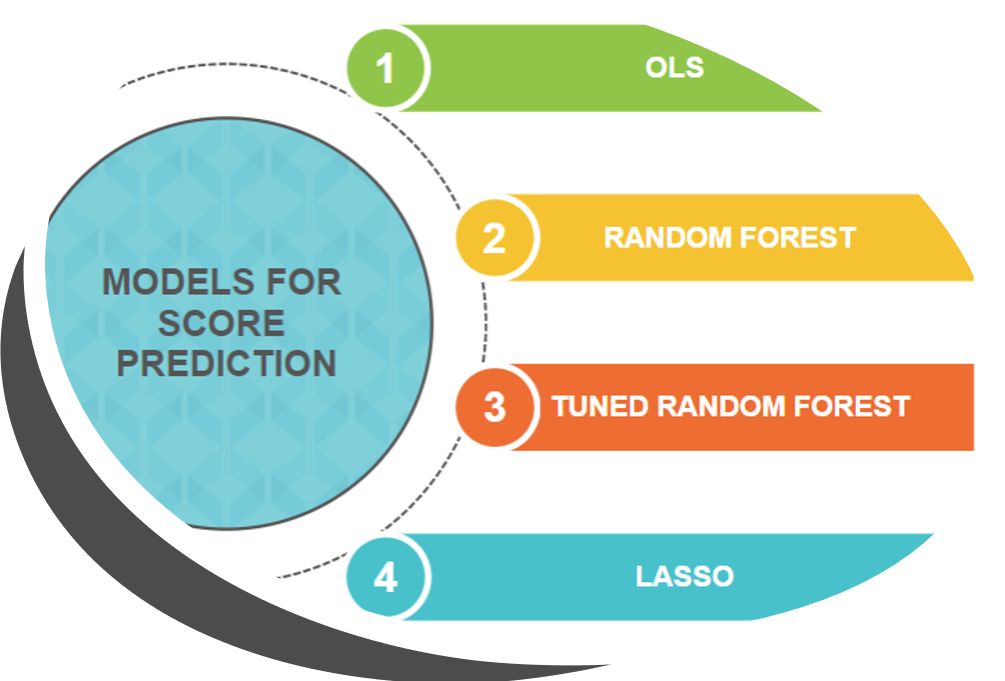 MODELS FOR
SCORE
PREDICTION
1
OLS
2
RANDOM FOREST
3
TUNED RANDOM FOREST
4
LASSO